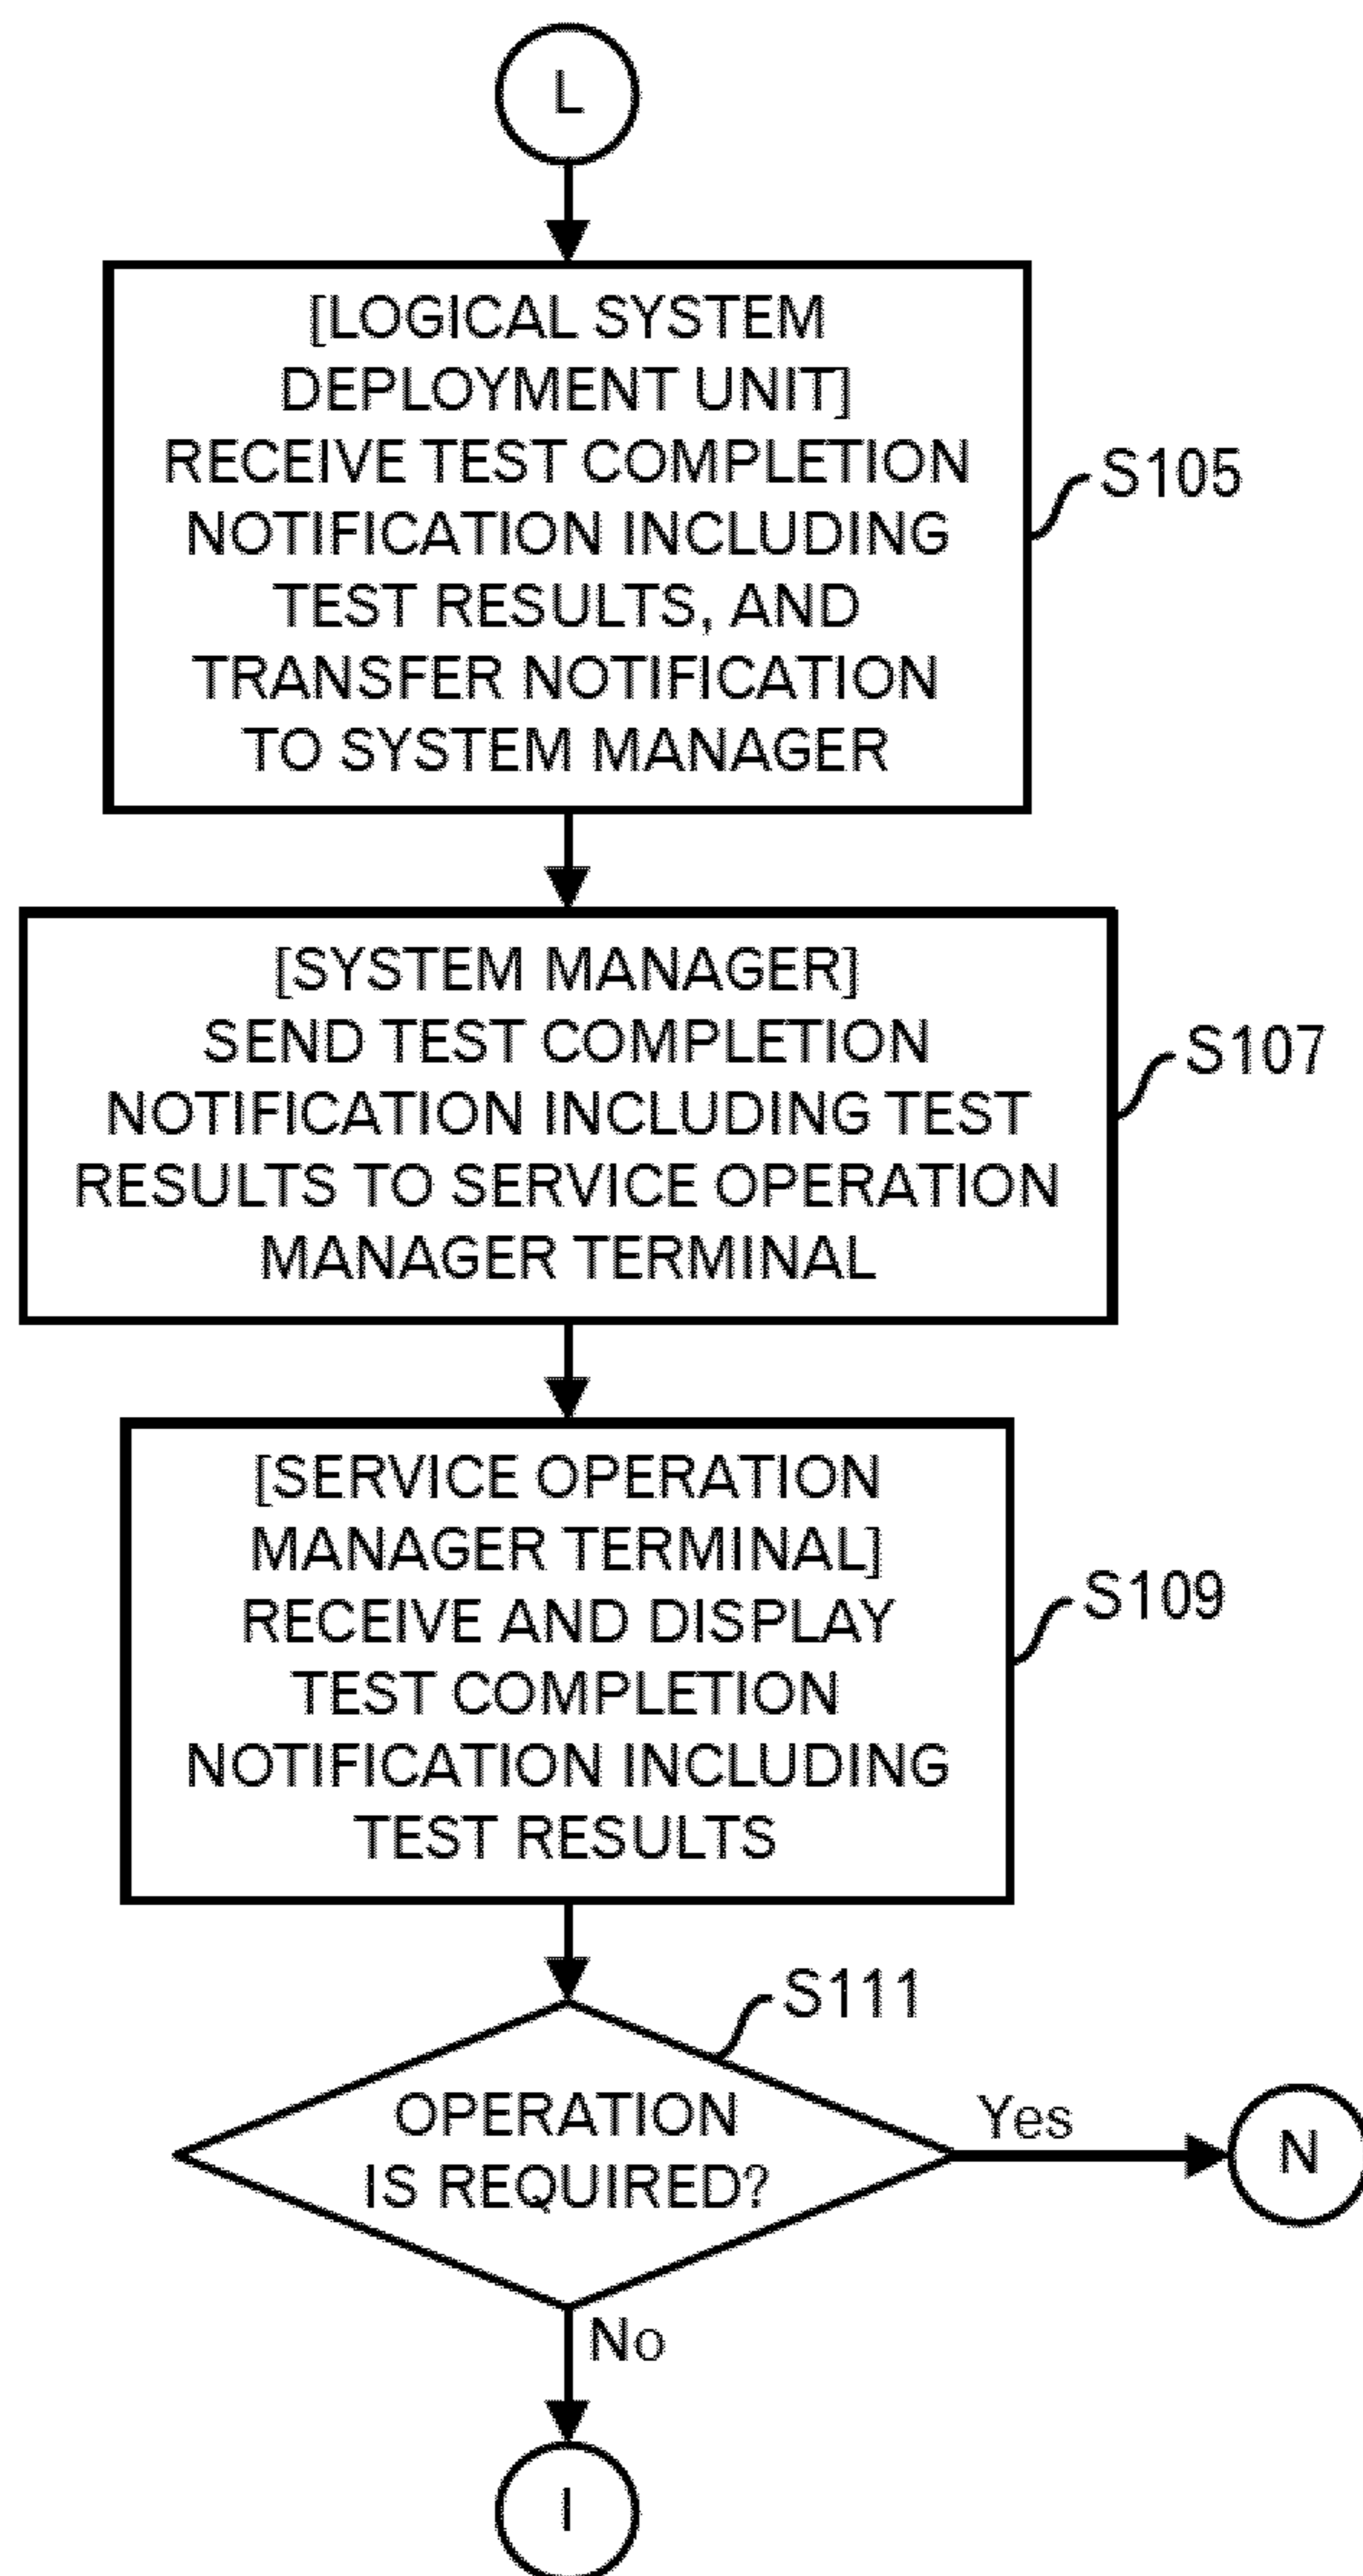 L
[LOGICAL SYSTEM
DEPLOYMENT UNIT]
RECEIVE TEST COMPLETION
NOTIFICATION INCLUDING
TEST RESULTS, AND
TRANSFER NOTIFICATION
TO SYSTEM MANAGER
S105
[SYSTEM MANAGER]
SEND TEST COMPLETION
NOTIFICATION INCLUDING TEST
RESULTS TO SERVICE OPERATION
MANAGER TERMINAL
S107
[SERVICE OPERATION
MANAGER TERMINAL]
RECEIVE AND DISPLAY
TEST COMPLETION
NOTIFICATION INCLUDING
TEST RESULTS
S109
S111
OPERATION
IS REQUIRED?
Yes
N
No
I